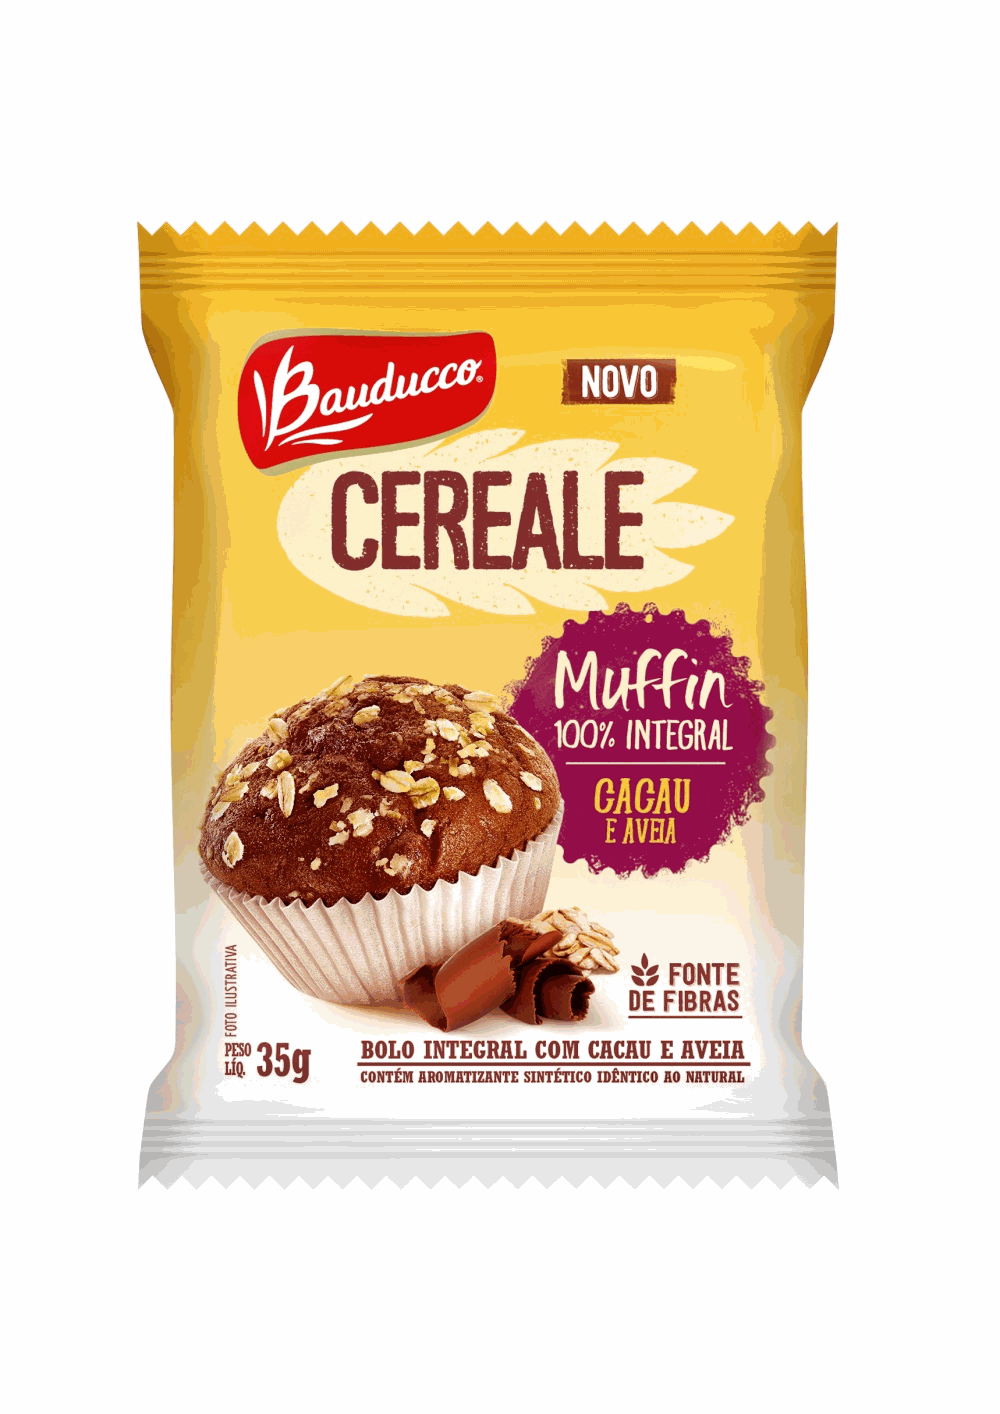 Bauducco®
NOVO
CEREALE
Muffin
100% INTEGRAL
CACAU
E AVEIA
FONTE
DE FIBRAS
FOTO ILUSTRATIVA
PESO
LÍQ. 35g
BOLO INTEGRAL COM CACAU E AVEIA
CONTÉM AROMATIZANTE SINTÉTICO IDÊNTICO AO NATURAL